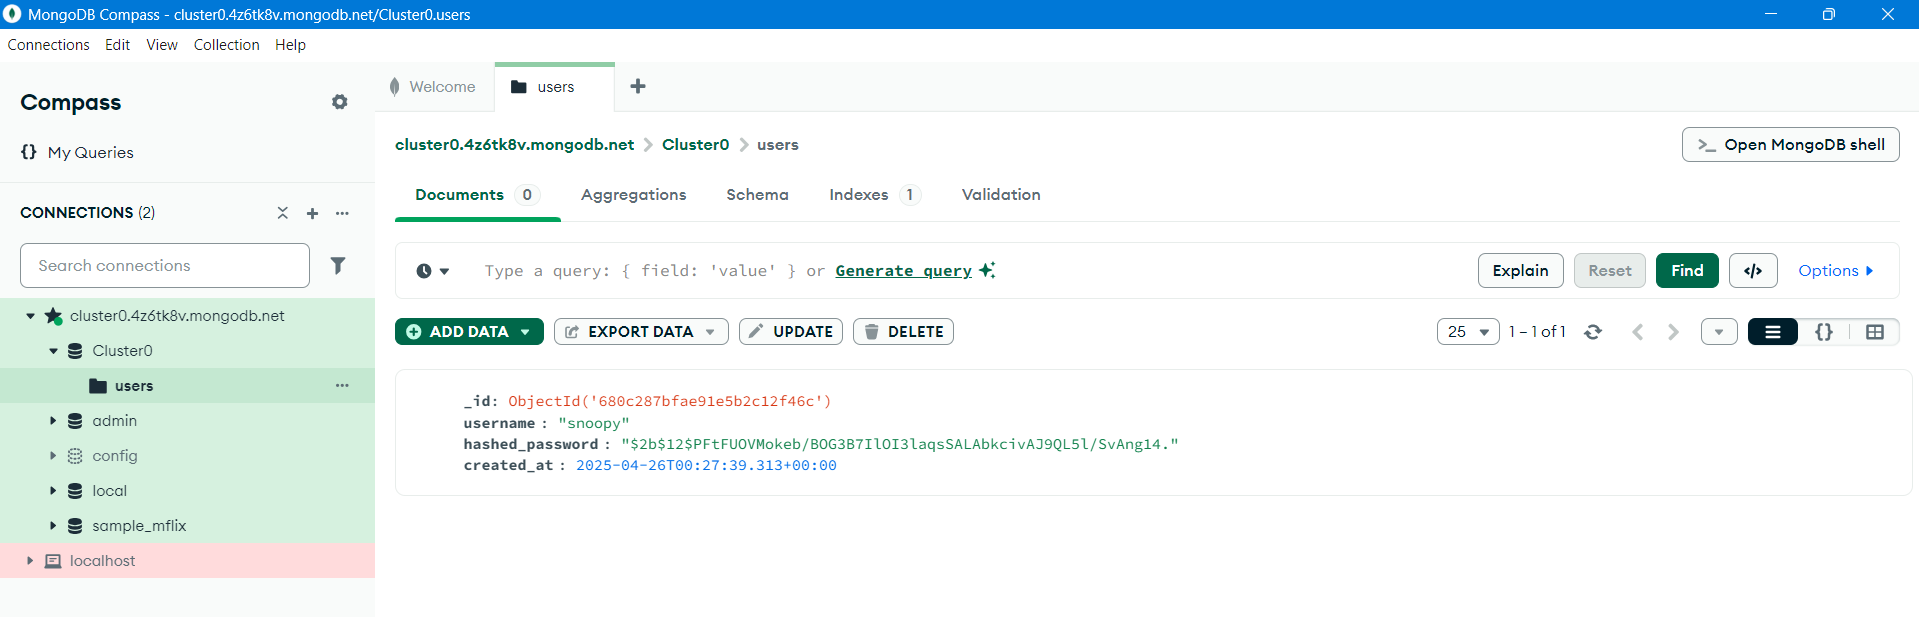 MongoDB Compass - cluster0.4z6tk8v.mongodb.net/Cluster0.users
Connections Edit View Collection Help
Compass
{} My Queries
CONNECTIONS (2)
Search connections
cluster0.4z6tk8v.mongodb.net
Cluster0
users
admin
config
local
sample_mflix
localhost
Welcome
users
cluster0.4z6tk8v.mongodb.net > Cluster0 > users
>_ Open MongoDB shell
Documents 0 Aggregations Schema Indexes 1 Validation
Type a query: { field: 'value' } or Generate query
Explain Reset Find </> Options
ADD DATA EXPORT DATA UPDATE DELETE
25 1 – 1 of 1 {}
_id: ObjectId('680c287bfae91e5b2c12f46c')
username : "snoopy"
hashed_password : "$2b$12$PFtFUOVMokeb/BOG3B7IlOI3laqsSALAbkcivAJ9QL5l/SvAng14."
created_at : 2025-04-26T00:27:39.313+00:00